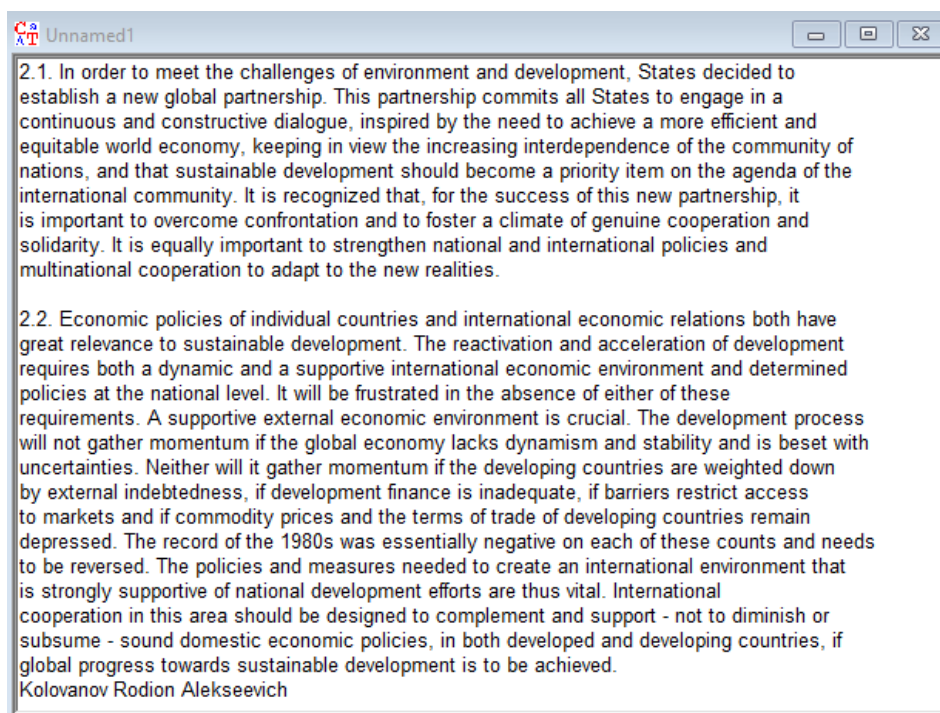 CaAT Unnamed1
2.1. In order to meet the challenges of environment and development, States decided to
establish a new global partnership. This partnership commits all States to engage in a
continuous and constructive dialogue, inspired by the need to achieve a more efficient and
equitable world economy, keeping in view the increasing interdependence of the community of
nations, and that sustainable development should become a priority item on the agenda of the
international community. It is recognized that, for the success of this new partnership, it
is important to overcome confrontation and to foster a climate of genuine cooperation and
solidarity. It is equally important to strengthen national and international policies and
multinational cooperation to adapt to the new realities.

2.2. Economic policies of individual countries and international economic relations both have
great relevance to sustainable development. The reactivation and acceleration of development
requires both a dynamic and a supportive international economic environment and determined
policies at the national level. It will be frustrated in the absence of either of these
requirements. A supportive external economic environment is crucial. The development process
will not gather momentum if the global economy lacks dynamism and stability and is beset with
uncertainties. Neither will it gather momentum if the developing countries are weighted down
by external indebtedness, if development finance is inadequate, if barriers restrict access
to markets and if commodity prices and the terms of trade of developing countries remain
depressed. The record of the 1980s was essentially negative on each of these counts and needs
to be reversed. The policies and measures needed to create an international environment that
is strongly supportive of national development efforts are thus vital. International
cooperation in this area should be designed to complement and support - not to diminish or
subsume - sound domestic economic policies, in both developed and developing countries, if
global progress towards sustainable development is to be achieved.
Kolovanov Rodion Alekseevich